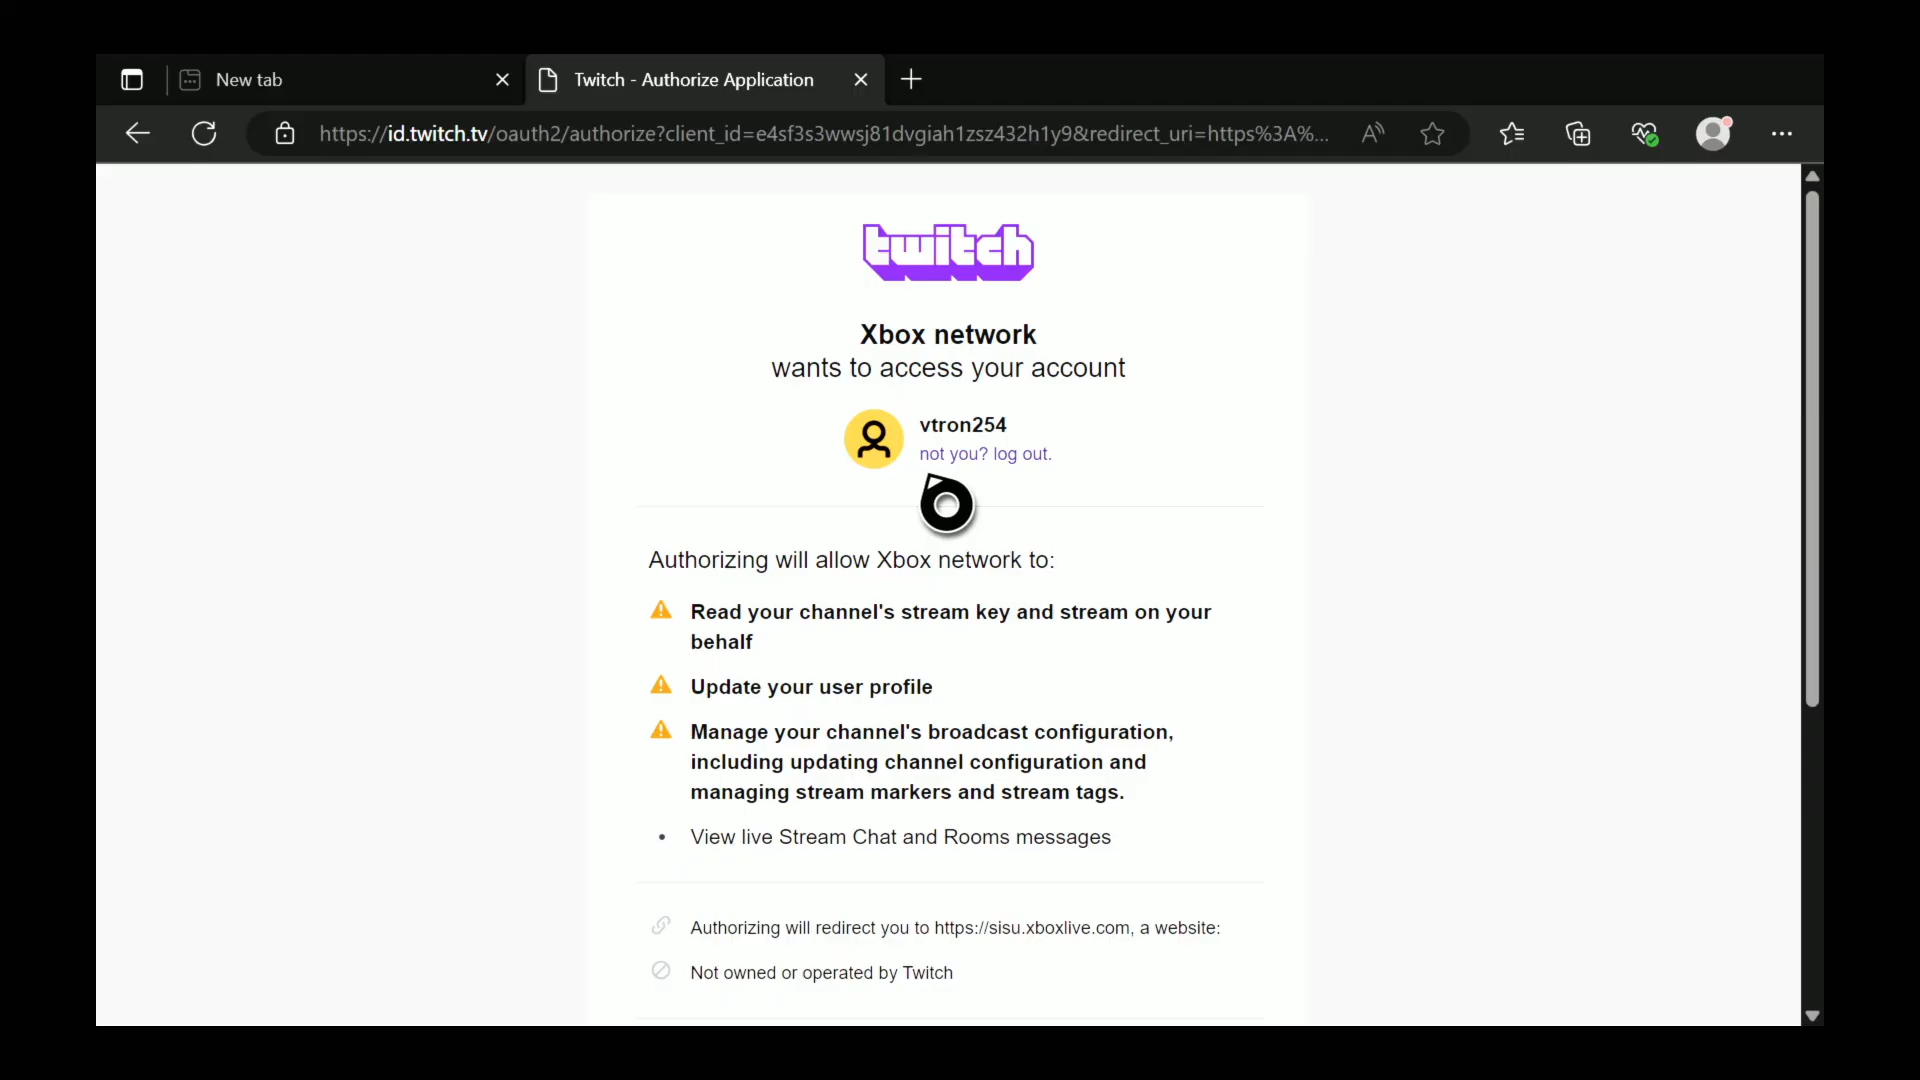 New tab
Twitch - Authorize Application
https://id.twitch.tv/oauth2/authorize?client_id=e4sf3s3wwsj81dvgiah1zsz432h1y9&redirect_uri=https%3A%...
twitch
Xbox network
wants to access your account
vtron254
not you? log out.
Authorizing will allow Xbox network to:
Read your channel's stream key and stream on your
behalf
Update your user profile
Manage your channel's broadcast configuration,
including updating channel configuration and
managing stream markers and stream tags.
• View live Stream Chat and Rooms messages
Authorizing will redirect you to https://sisu.xboxlive.com, a website:
Not owned or operated by Twitch